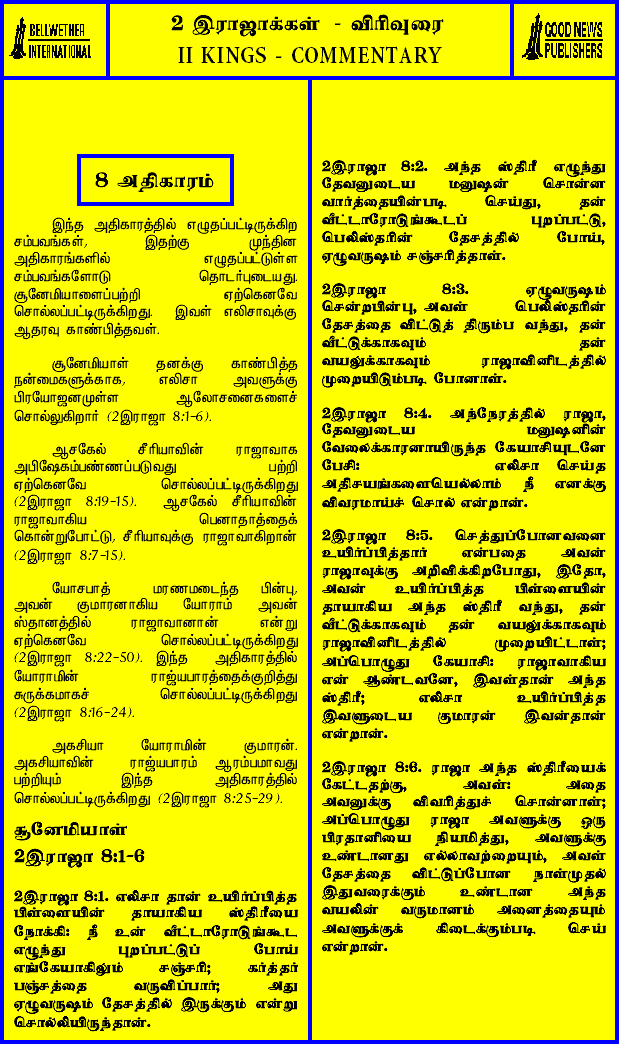 BELLWETHER
INTERNATIONAL
2 இராஜாக்கள் - விரிவுரை
II KINGS - COMMENTARY
GOOD NEWS
PUBLISHERS
8 அதிகாரம்
இந்த அதிகாரத்தில் எழுதப்பட்டிருக்கிற
சம்பவங்கள், இதற்கு முந்தின
அதிகாரங்களில் எழுதப்பட்டுள்ள
சம்பவங்களோடு தொடர்புடையது.
சூனேமியாளைப்பற்றி ஏற்கெனவே
சொல்லப்பட்டிருக்கிறது. இவள் எலிசாவுக்கு
ஆதரவு காண்பித்தவள்.
சூனேமியாள் தனக்கு காண்பித்த
நன்மைகளுக்காக, எலிசா அவளுக்கு
பிரயோஜனமுள்ள ஆலோசனைகளைச்
சொல்லுகிறார் (2இராஜா 8:1-6).
ஆசகேல் சீரியாவின் ராஜாவாக
அபிஷேகம்பண்ணப்படுவது பற்றி
ஏற்கெனவே சொல்லப்பட்டிருக்கிறது
(2இராஜா 8:19-15). ஆசகேல் சீரியாவின்
ராஜாவாகிய பெனாதாத்தைக்
கொன்றுபோட்டு, சீரியாவுக்கு ராஜாவாகிறான்
(2இராஜா 8:7-15).
யோசபாத் மரணமடைந்த பின்பு,
அவன் குமாரனாகிய யோராம் அவன்
ஸ்தானத்தில் ராஜாவானான் என்று
ஏற்கெனவே சொல்லப்பட்டிருக்கிறது
(2இராஜா 8:22-50). இந்த அதிகாரத்தில்
யோராமின் ராஜ்யபாரத்தைக்குறித்து
சுருக்கமாகச் சொல்லப்பட்டிருக்கிறது
(2இராஜா 8:16-24).
அகசியா யோராமின் குமாரன்.
அகசியாவின் ராஜ்யபாரம் ஆரம்பமாவது
பற்றியும் இந்த அதிகாரத்தில்
சொல்லப்பட்டிருக்கிறது (2இராஜா 8:25-29).
சூனேமியாள்
2இராஜா 8:1-6
2இராஜா 8:1. எலிசா தான் உயிர்ப்பித்த
பிள்ளையின் தாயாகிய ஸ்திரீயை
நோக்கி: நீ உன் வீட்டாரோடுங்கூட
எழுந்து புறப்பட்டுப் போய்
எங்கேயாகிலும் சஞ்சரி; கர்த்தர்
பஞ்சத்தை வருவிப்பார்; அது
ஏழுவருஷம் தேசத்தில் இருக்கும் என்று
சொல்லியிருந்தான்.
2இராஜா 8:2. அந்த ஸ்திரீ எழுந்து
தேவனுடைய மனுஷன் சொன்ன
வார்த்தையின்படி செய்து, தன்
வீட்டாரோடுங்கூடப் புறப்பட்டு,
பெலிஸ்தரின் தேசத்தில் போய்,
ஏழுவருஷம் சஞ்சரித்தாள்.
2இராஜா 8:3. ஏழுவருஷம்
சென்றபின்பு, அவள் பெலிஸ்தரின்
தேசத்தை விட்டுத் திரும்ப வந்து, தன்
வீட்டுக்காகவும் தன்
வயலுக்காகவும் ராஜாவினிடத்தில்
முறையிடும்படி போனாள்.
2இராஜா 8:4. அந்நேரத்தில் ராஜா,
தேவனுடைய மனுஷனின்
வேலைக்காரனாயிருந்த கேயாசியுடனே
பேசி: எலிசா செய்த
அதிசயங்களையெல்லாம் நீ எனக்கு
விவரமாய்ச் சொல் என்றான்.
2இராஜா 8:5. செத்துப்போனவனை
உயிர்ப்பித்தார் என்பதை அவன்
ராஜாவுக்கு அறிவிக்கிறபோது, இதோ,
அவன் உயிர்ப்பித்த பிள்ளையின்
தாயாகிய அந்த ஸ்திரீ வந்து, தன்
வீட்டுக்காகவும் தன் வயலுக்காகவும்
ராஜாவினிடத்தில் முறையிட்டாள்;
அப்பொழுது கேயாசி: ராஜாவாகிய
என் ஆண்டவனே, இவள்தான் அந்த
ஸ்திரீ; எலிசா உயிர்ப்பித்த
இவளுடைய குமாரன் இவன்தான்
என்றான்.
2இராஜா 8:6. ராஜா அந்த ஸ்திரீயைக்
கேட்டதற்கு, அவள்: அதை
அவனுக்கு விவரித்துச் சொன்னாள்;
அப்பொழுது ராஜா அவளுக்கு ஒரு
பிரதானியை நியமித்து, அவளுக்கு
உண்டானது எல்லாவற்றையும், அவள்
தேசத்தை விட்டுப்போன நாள்முதல்
இதுவரைக்கும் உண்டான அந்த
வயலின் வருமானம் அனைத்தையும்
அவளுக்குக் கிடைக்கும்படி செய்
என்றான்.